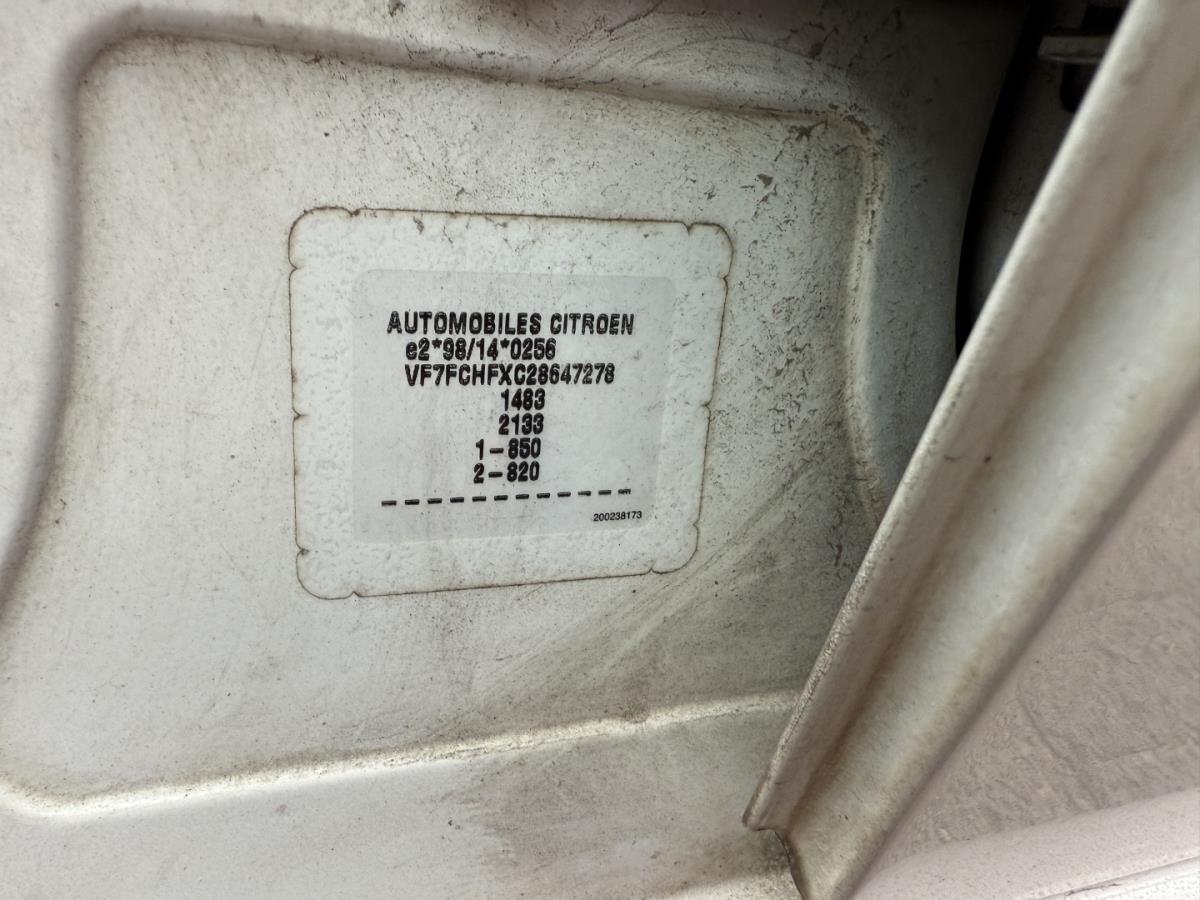 AUTOMOBILES CITROEN
e2*98/14*0256
VF7FCHFXC28647278
1483
2133
1-850
2-820
200238173